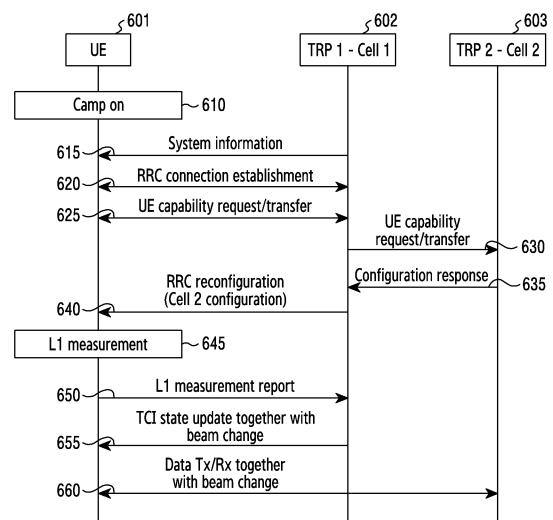 601
602
603
UE
TRP 1 - Cell 1
TRP 2 - Cell 2
Camp on
610
System information
615
RRC connection establishment
620
UE capability request/transfer
625
UE capability
request/transfer
630
Configuration response
635
RRC reconfiguration
(Cell 2 configuration)
640
L1 measurement
645
L1 measurement report
650
TCI state update together with
beam change
655
Data Tx/Rx together
with beam change
660